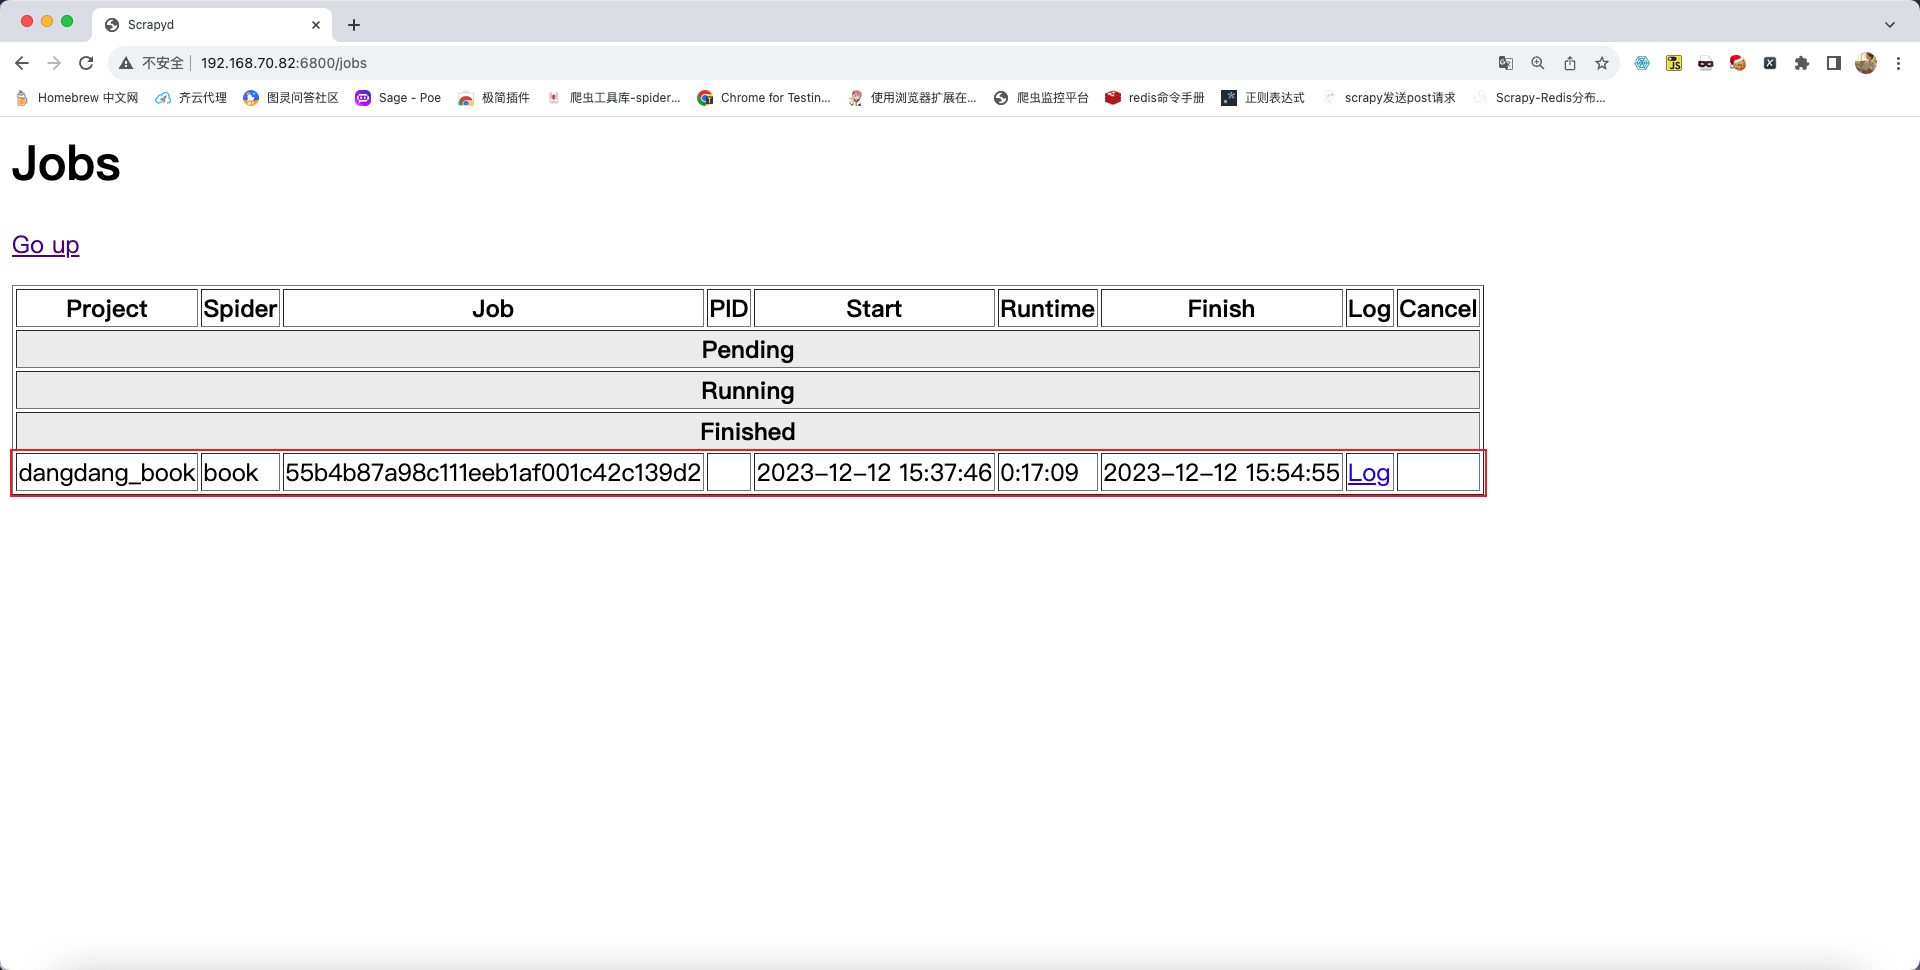 Scrapyd
不安全 192.168.70.82:6800/jobs
Homebrew 中文网 齐云代理 图灵问答社区 Sage - Poe 极简插件 爬虫工具库-spider... Chrome for Testin... 使用浏览器扩展在... 爬虫监控平台 redis命令手册 正则表达式 scrapy发送post请求 Scrapy-Redis分布...
Jobs
Go up
Project Spider Job PID Start Runtime Finish Log Cancel
Pending
Running
Finished
dangdang_book book 55b4b87a98c111eeb1af001c42c139d2 2023-12-12 15:37:46 0:17:09 2023-12-12 15:54:55 Log